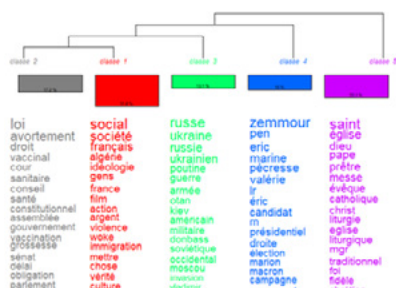 classe 2 classe 1 classe 3 classe 4 classe 5
loi social russe zemmour saint
avortement société ukraine pen église
droit français russie eric dieu
vaccinal algérie ukrainien marine pape
cour idéologie poutine pécresse prêtre
sanitaire gens guerre valérie messe
conseil france armée lr évêque
santé film otan éric catholique
constitutionnel action kiev candidat christ
assemblée argent americain rn liturgie
gouvernement violence militaire présidentiel eglise
vaccination woke donbass droite liturgique
grossesse immigration soviétique election mgr
sénat mettre occidental marion traditionnel
délai chose moscou macron foi
obligation vérité invasion campagne fidèle
parlement culture